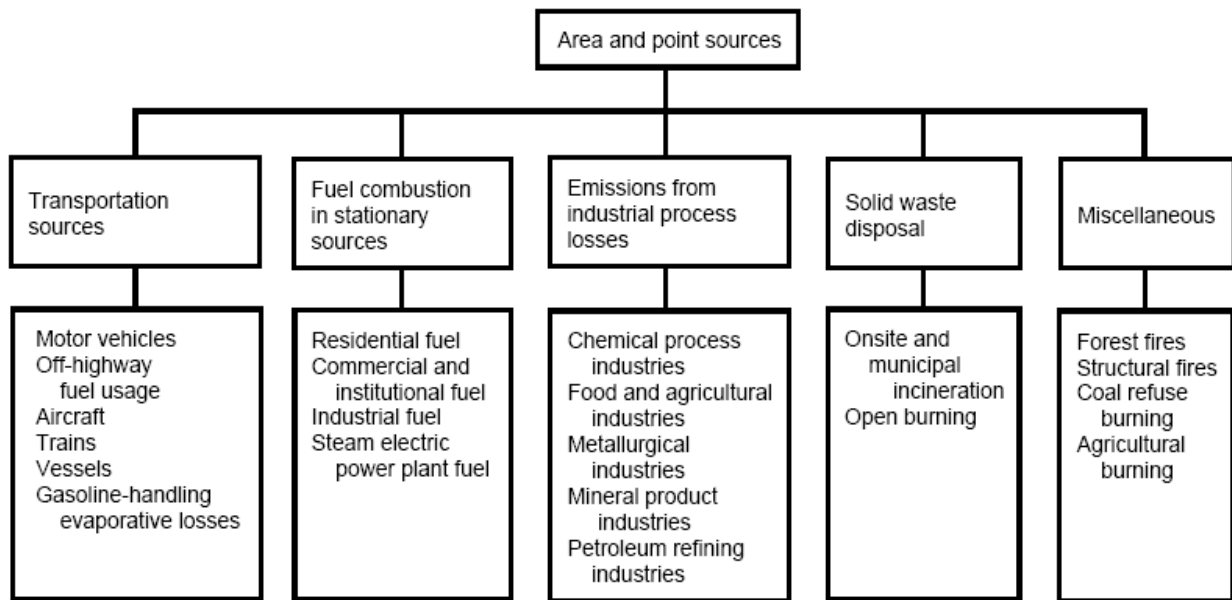 Area and point sources
Transportation
sources
Fuel combustion
in stationary
sources
Emissions from
industrial process
losses
Solid waste
disposal
Miscellaneous
Motor vehicles
Off-highway
fuel usage
Aircraft
Trains
Vessels
Gasoline-handling
evaporative losses
Residential fuel
Commercial and
institutional fuel
Industrial fuel
Steam electric
power plant fuel
Chemical process
industries
Food and agricultural
industries
Metallurgical
industries
Mineral product
industries
Petroleum refining
industries
Onsite and
municipal
incineration
Open burning
Forest fires
Structural fires
Coal refuse
burning
Agricultural
burning